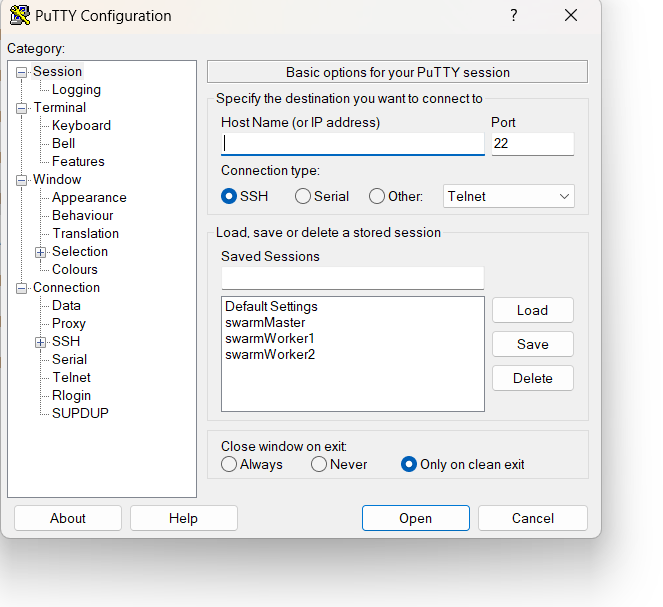 PuTTY Configuration
?
Category:
Session
Logging
Terminal
Keyboard
Bell
Features
Window
Appearance
Behaviour
Translation
Selection
Colours
Connection
Data
Proxy
SSH
Serial
Telnet
Rlogin
SUPDUP
Basic options for your PuTTY session
Specify the destination you want to connect to
Host Name (or IP address) Port
22
Connection type:
SSH Serial Other: Telnet
Load, save or delete a stored session
Saved Sessions
Default Settings
swarmMaster
swarmWorker1
swarmWorker2
Load
Save
Delete
Close window on exit:
Always Never Only on clean exit
About Help Open Cancel